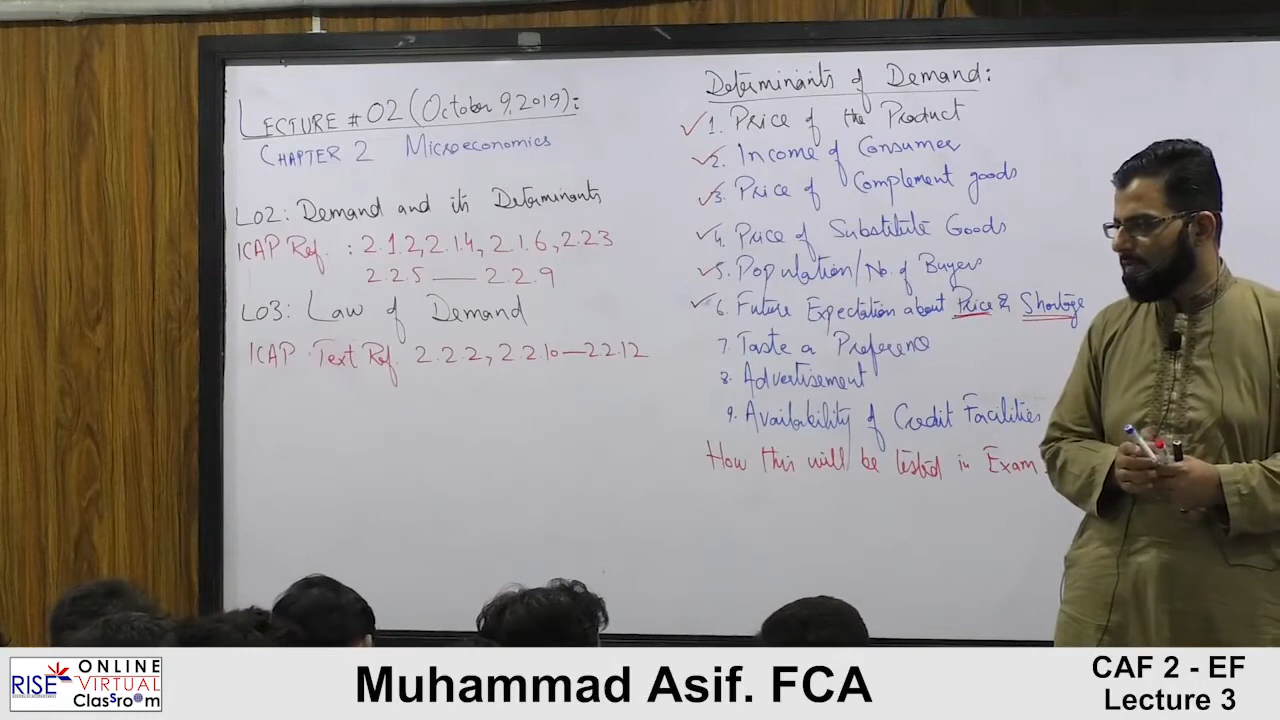 LECTURE # 02 (October 9, 2019):
CHAPTER 2 Microeconomics
LO2: Demand and its Determinants
ICAP Ref. : 2.1.2, 2.1.4, 2.1.6, 2.2.3
2.2.5 — 2.2.9
LO3: Law of Demand
ICAP Text Ref. 2.2.2, 2.2.10—2.2.12
Determinants of Demand:
1. Price of the Product
2. Income of Consumer
3. Price of Complement goods
4. Price of Substitute Goods
5. Population/No. of Buyers
6. Future Expectation about Price & Shortage
7. Taste & Preference
8. Advertisement
9. Availability of Credit Facilities
How this will be tested in Exam
RISE
ONLINE
VIRTUAL
Classroom
Muhammad Asif. FCA
CAF 2 - EF
Lecture 3